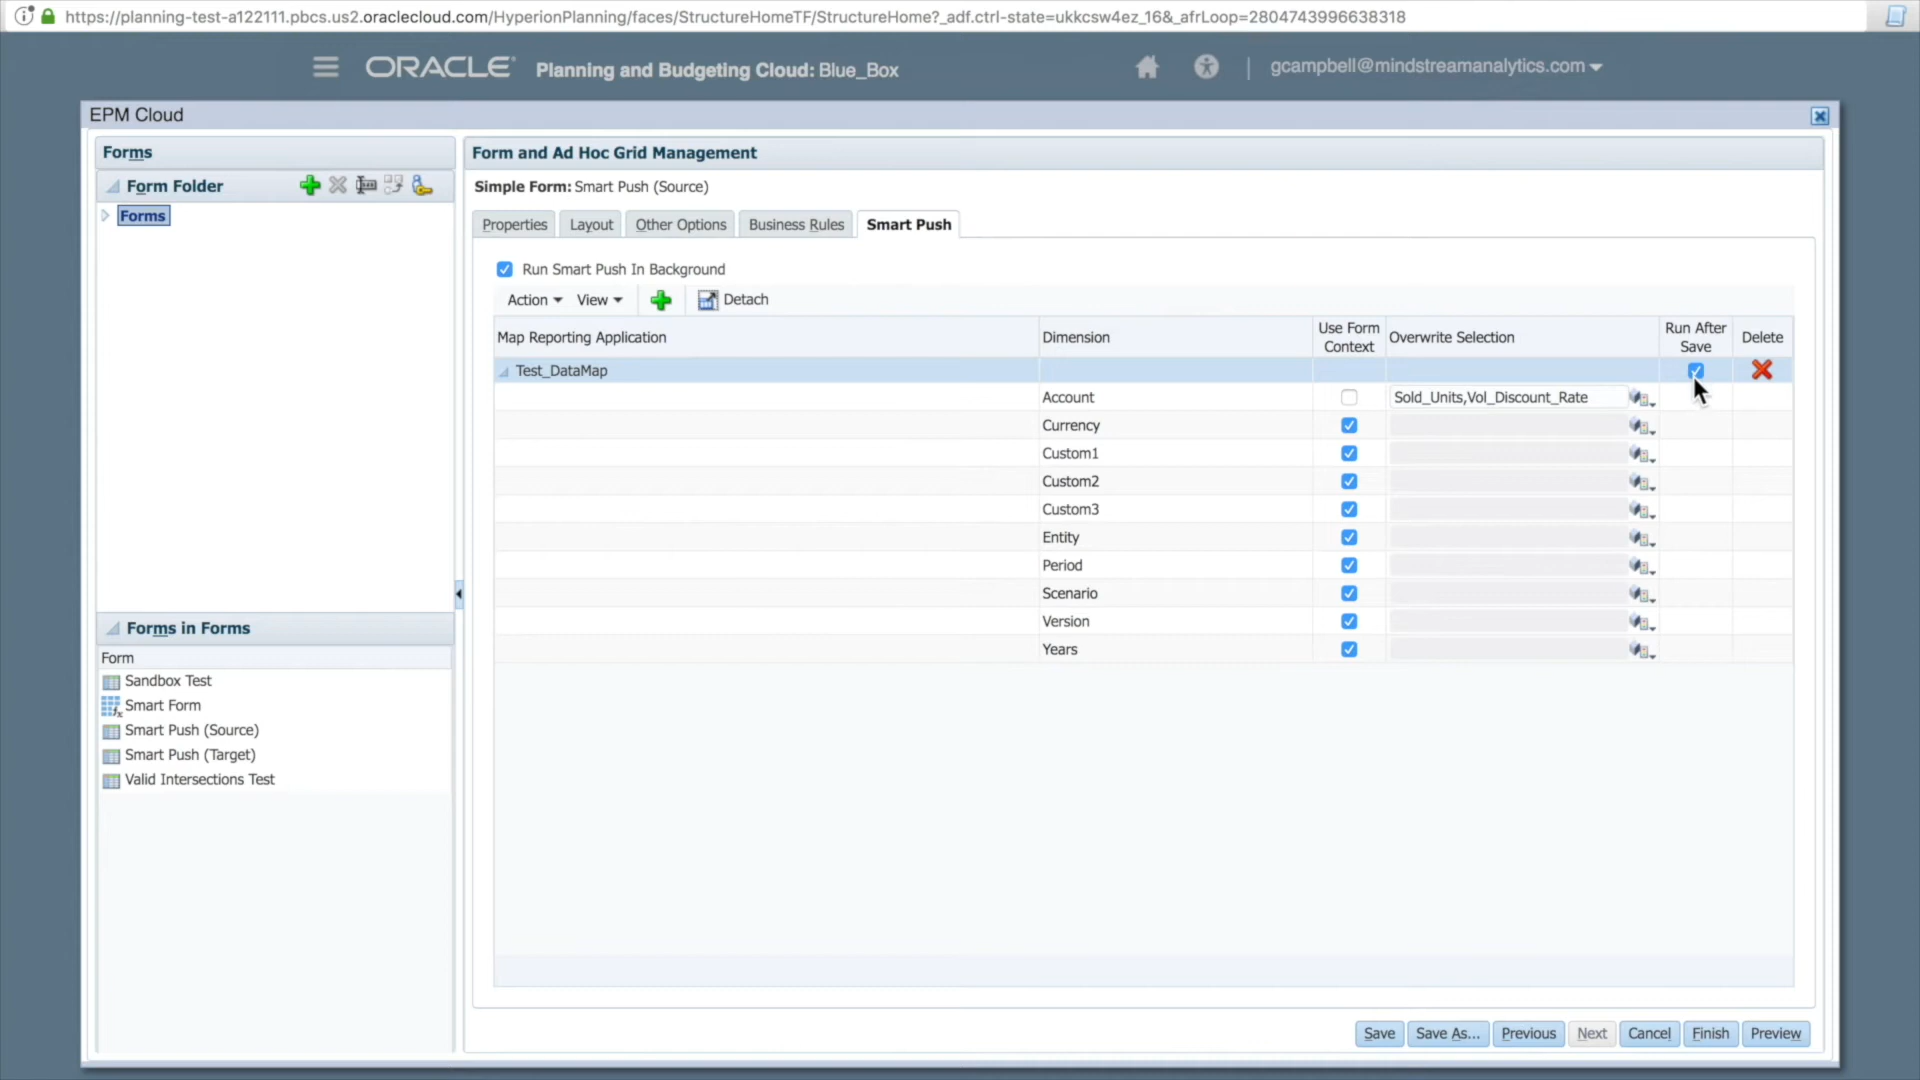 https://planning-test-a122111.pbcs.us2.oraclecloud.com/HyperionPlanning/faces/StructureHomeTF/StructureHome?_adf.ctrl-state=ukkcsw4ez_16&_afrLoop=2804743996638318
ORACLE Planning and Budgeting Cloud: Blue_Box
gcampbell@mindstreamanalytics.com
EPM Cloud
Forms
Form Folder
Forms
Forms in Forms
Form
Sandbox Test
Smart Form
Smart Push (Source)
Smart Push (Target)
Valid Intersections Test
Form and Ad Hoc Grid Management
Simple Form: Smart Push (Source)
Properties Layout Other Options Business Rules Smart Push
Run Smart Push In Background
Action View Detach
Map Reporting Application Dimension Use Form Context Overwrite Selection Run After Save Delete
Test_DataMap
Account Sold_Units,Vol_Discount_Rate
Currency
Custom1
Custom2
Custom3
Entity
Period
Scenario
Version
Years
Save Save As... Previous Next Cancel Finish Preview